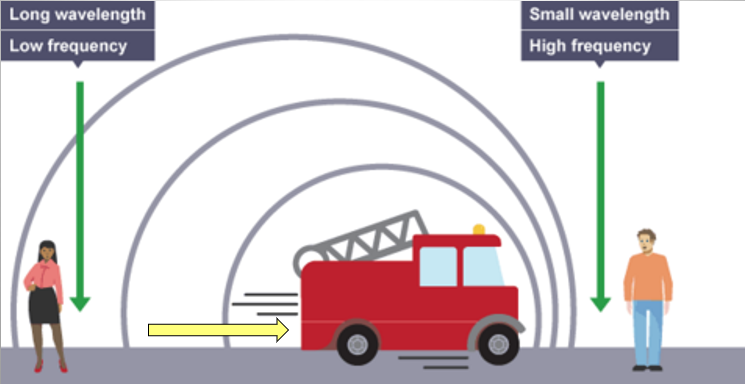 Long wavelength
Low frequency
Small wavelength
High frequency